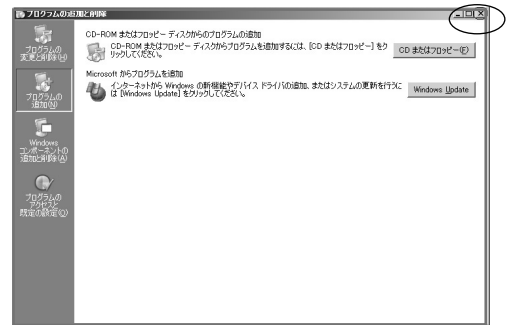 プログラムの追加と削除
プログラムの
変更と削除(H)
プログラムの
追加(N)
Windows
コンポーネントの
追加と削除(A)
プログラムの
アクセスと
既定の設定(O)
CD-ROM またはフロッピー ディスクからのプログラムの追加
CD-ROM またはフロッピー ディスクからプログラムを追加するには、[CD またはフロッピー] をク
リックしてください。
CD またはフロッピー(F)
Microsoft からプログラムを追加
インターネットから Windows の新機能やデバイス ドライバの追加、またはシステムの更新を行うに
は [Windows Update] をクリックしてください。
Windows Update